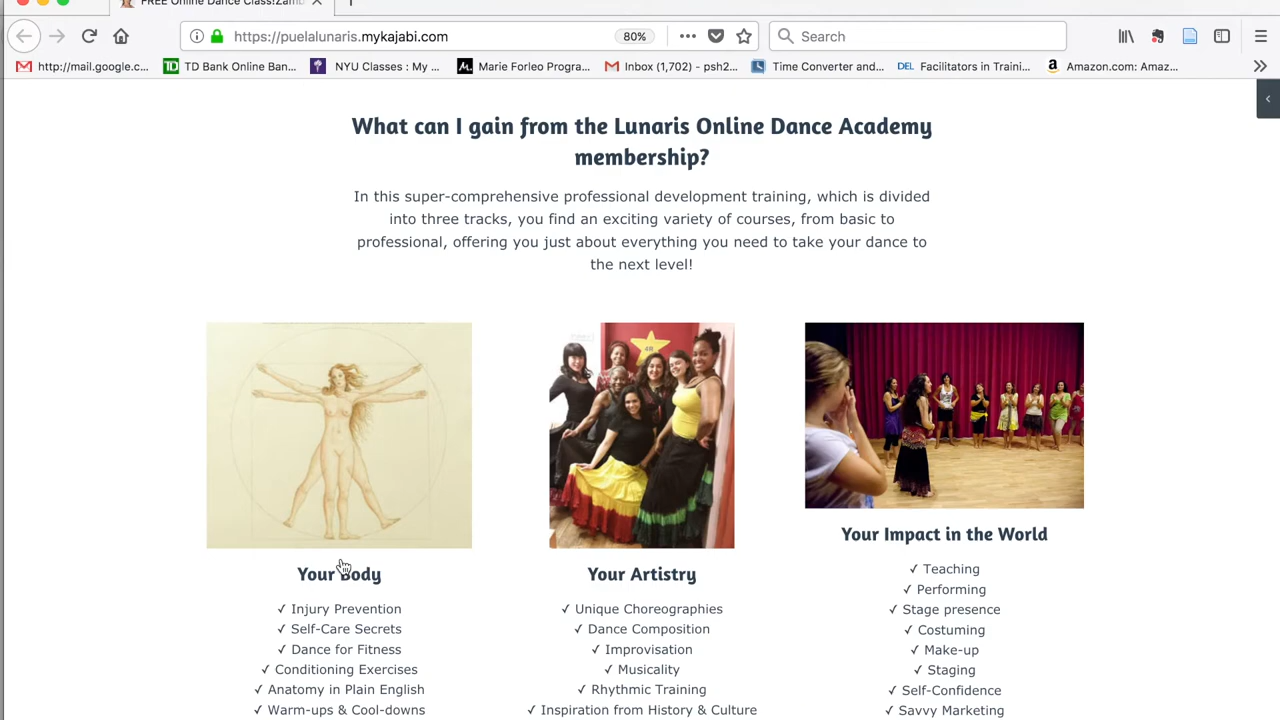 FREE Online Dance Class!Zamb
https://puelalunaris.mykajabi.com
80%
Search
http://mail.google.c...
TD Bank Online Ban...
NYU Classes : My ...
Marie Forleo Progra...
Inbox (1,702) - psh2...
Time Converter and...
DEL Facilitators in Traini...
Amazon.com: Amaz...
What can I gain from the Lunaris Online Dance Academy
membership?
In this super-comprehensive professional development training, which is divided
into three tracks, you find an exciting variety of courses, from basic to
professional, offering you just about everything you need to take your dance to
the next level!
Your Body
✓ Injury Prevention
✓ Self-Care Secrets
✓ Dance for Fitness
✓ Conditioning Exercises
✓ Anatomy in Plain English
✓ Warm-ups & Cool-downs
Your Artistry
✓ Unique Choreographies
✓ Dance Composition
✓ Improvisation
✓ Musicality
✓ Rhythmic Training
✓ Inspiration from History & Culture
Your Impact in the World
✓ Teaching
✓ Performing
✓ Stage presence
✓ Costuming
✓ Make-up
✓ Staging
✓ Self-Confidence
✓ Savvy Marketing